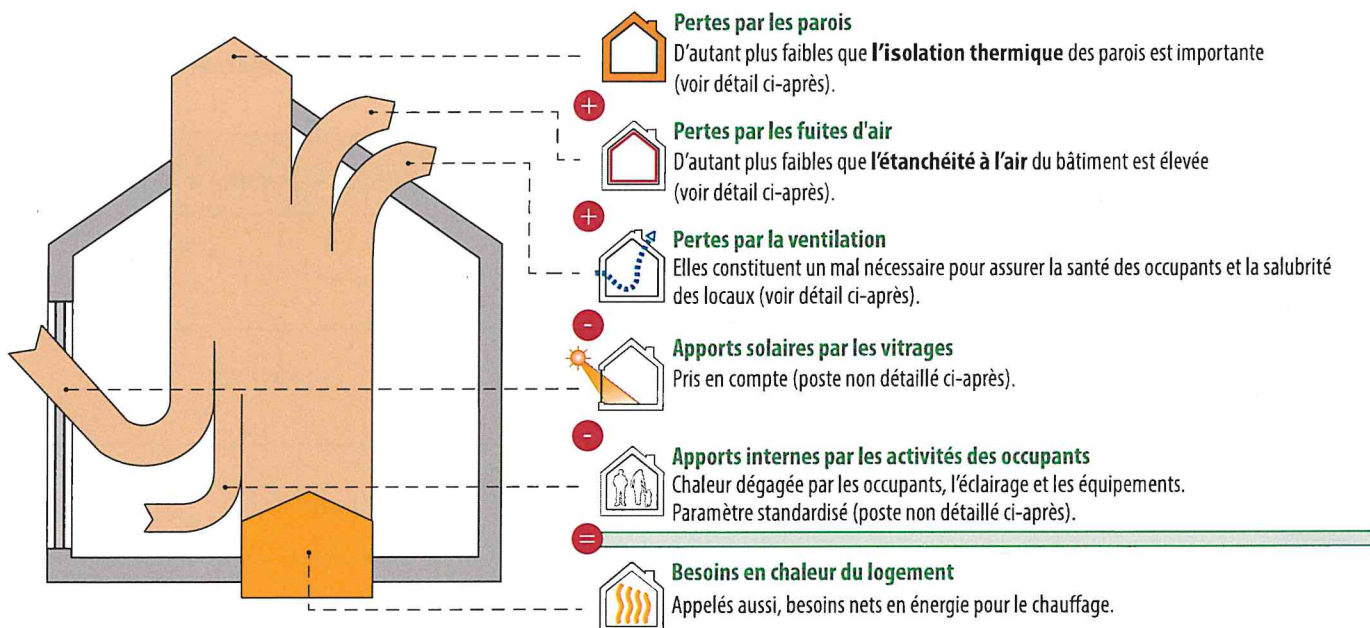 Pertes par les parois
D'autant plus faibles que l'isolation thermique des parois est importante
(voir détail ci-après).
+
Pertes par les fuites d'air
D'autant plus faibles que l'étanchéité à l'air du bâtiment est élevée
(voir détail ci-après).
+
Pertes par la ventilation
Elles constituent un mal nécessaire pour assurer la santé des occupants et la salubrité
des locaux (voir détail ci-après).
-
Apports solaires par les vitrages
Pris en compte (poste non détaillé ci-après).
-
Apports internes par les activités des occupants
Chaleur dégagée par les occupants, l'éclairage et les équipements.
Paramètre standardisé (poste non détaillé ci-après).
=
Besoins en chaleur du logement
Appelés aussi, besoins nets en énergie pour le chauffage.